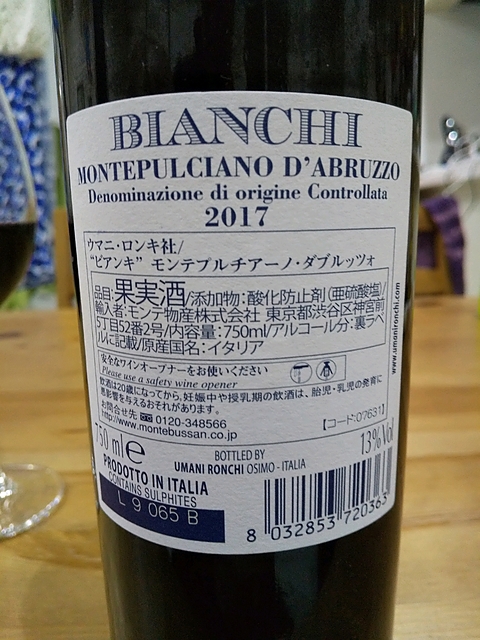 BIANCHI
MONTEPULCIANO D'ABRUZZO
Denominazione di origine Controllata
2017
ウマニ・ロンキ社/
"ビアンキ" モンテプルチアーノ・ダブルッツォ
品目:果実酒/添加物:酸化防止剤(亜硫酸塩)/
輸入者:モンテ物産株式会社 東京都渋谷区神宮前
5丁目52番2号/内容量:750ml/アルコール分:裏ラベ
ルに記載/原産国名:イタリア
安全なワインオープナーをお使いください
Please use a safety wine opener
飲酒は20歳になってから。妊娠中や授乳期の飲酒は、胎児・乳児の発育に
悪影響を与えるおそれがあります。
お問合せ先 0120-348566
http://www.montebussan.co.jp
【コード:07631】
www.umanironchi.com
750 ml e
13% Vol
BOTTLED BY
UMANI RONCHI OSIMO - ITALIA
PRODOTTO IN ITALIA
CONTAINS SULPHITES
L 9 065 B
8 032853 720363